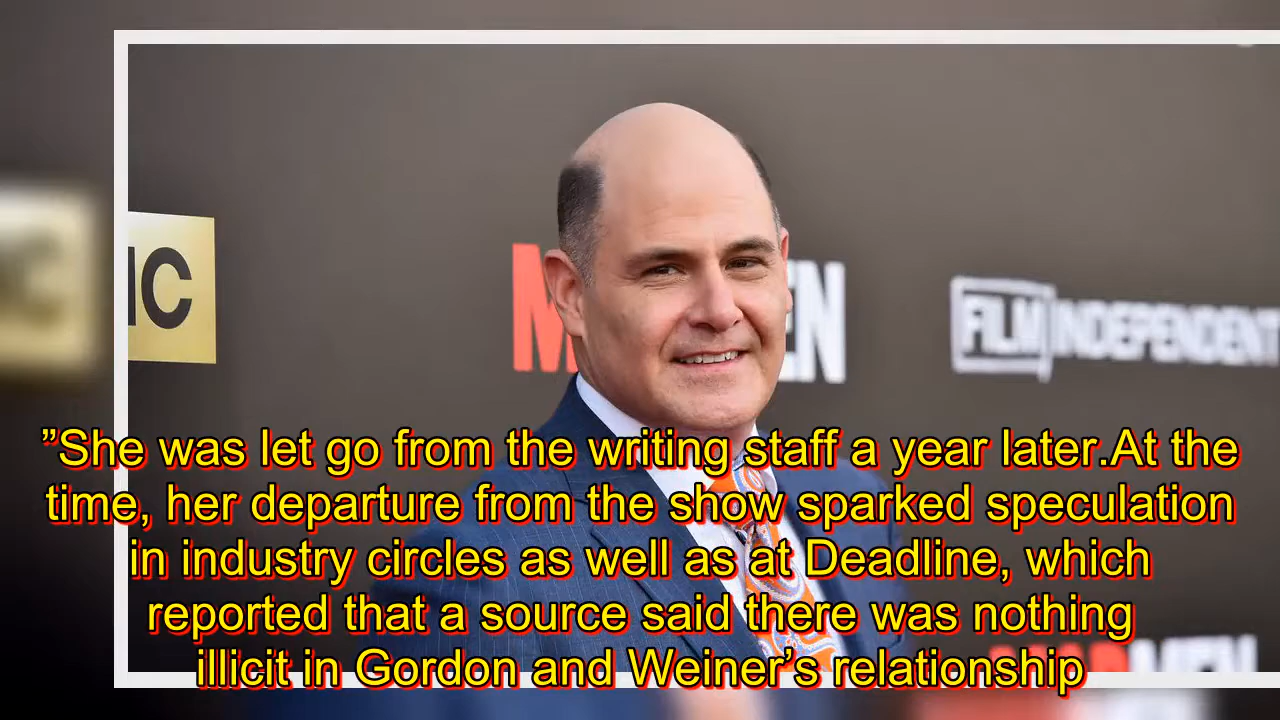 IC
M EN
FILM INDEPENDENT
”She was let go from the writing staff a year later.At the
time, her departure from the show sparked speculation
in industry circles as well as at Deadline, which
reported that a source said there was nothing
illicit in Gordon and Weiner’s relationship
MEN